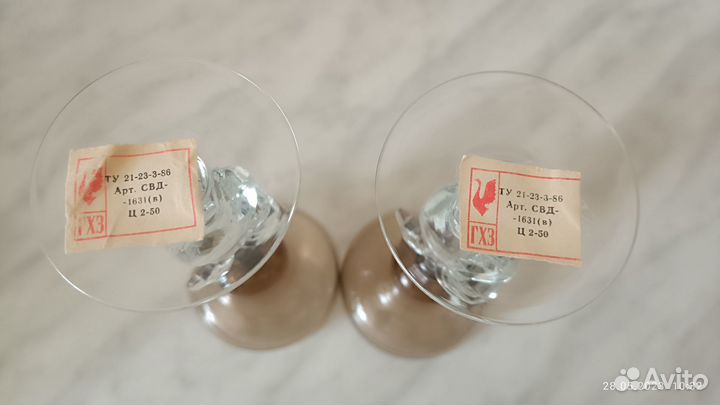 ТУ 21-23-3-86
Арт. СВД-
-1631(в)
Ц 2-50
ГХЗ
ТУ 21-23-3-86
Арт. СВД-
-1631(в)
Ц 2-50
ГХЗ
Avito